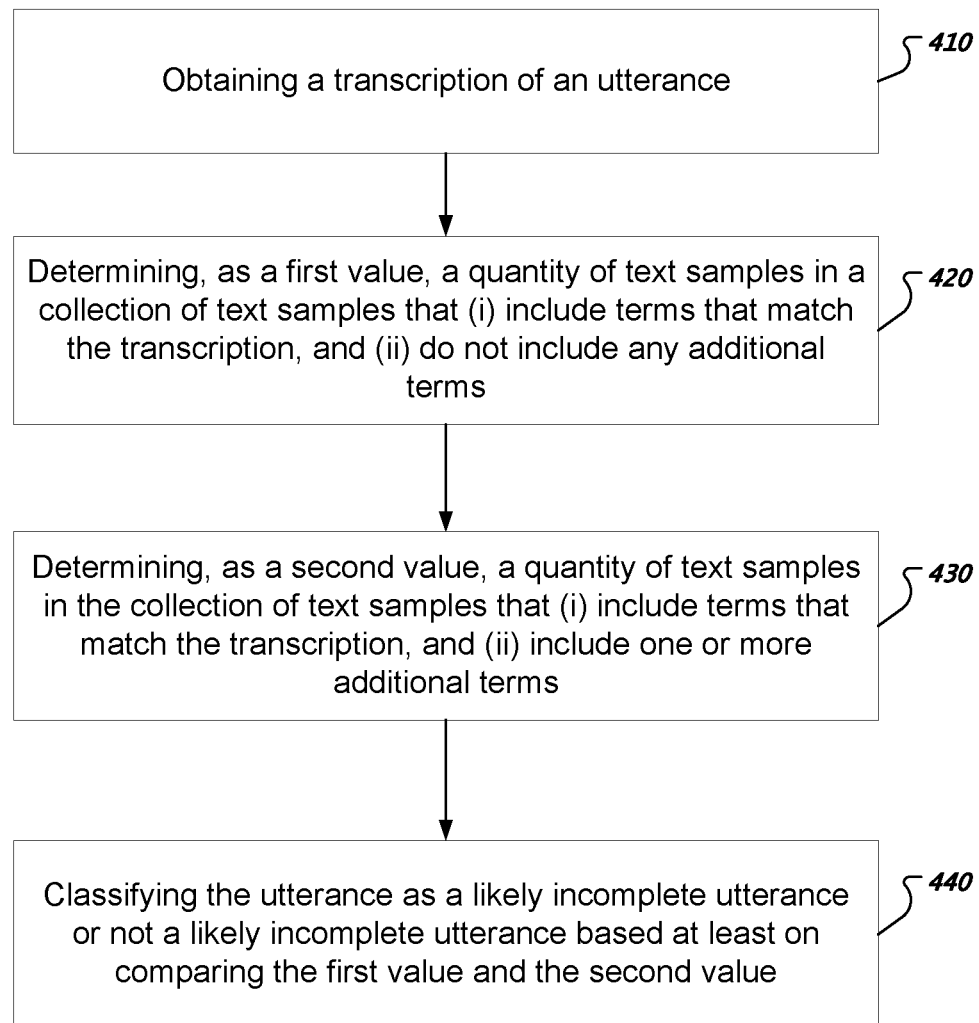 Obtaining a transcription of an utterance
410
Determining, as a first value, a quantity of text samples in a
collection of text samples that (i) include terms that match
the transcription, and (ii) do not include any additional
terms
420
Determining, as a second value, a quantity of text samples
in the collection of text samples that (i) include terms that
match the transcription, and (ii) include one or more
additional terms
430
Classifying the utterance as a likely incomplete utterance
or not a likely incomplete utterance based at least on
comparing the first value and the second value
440